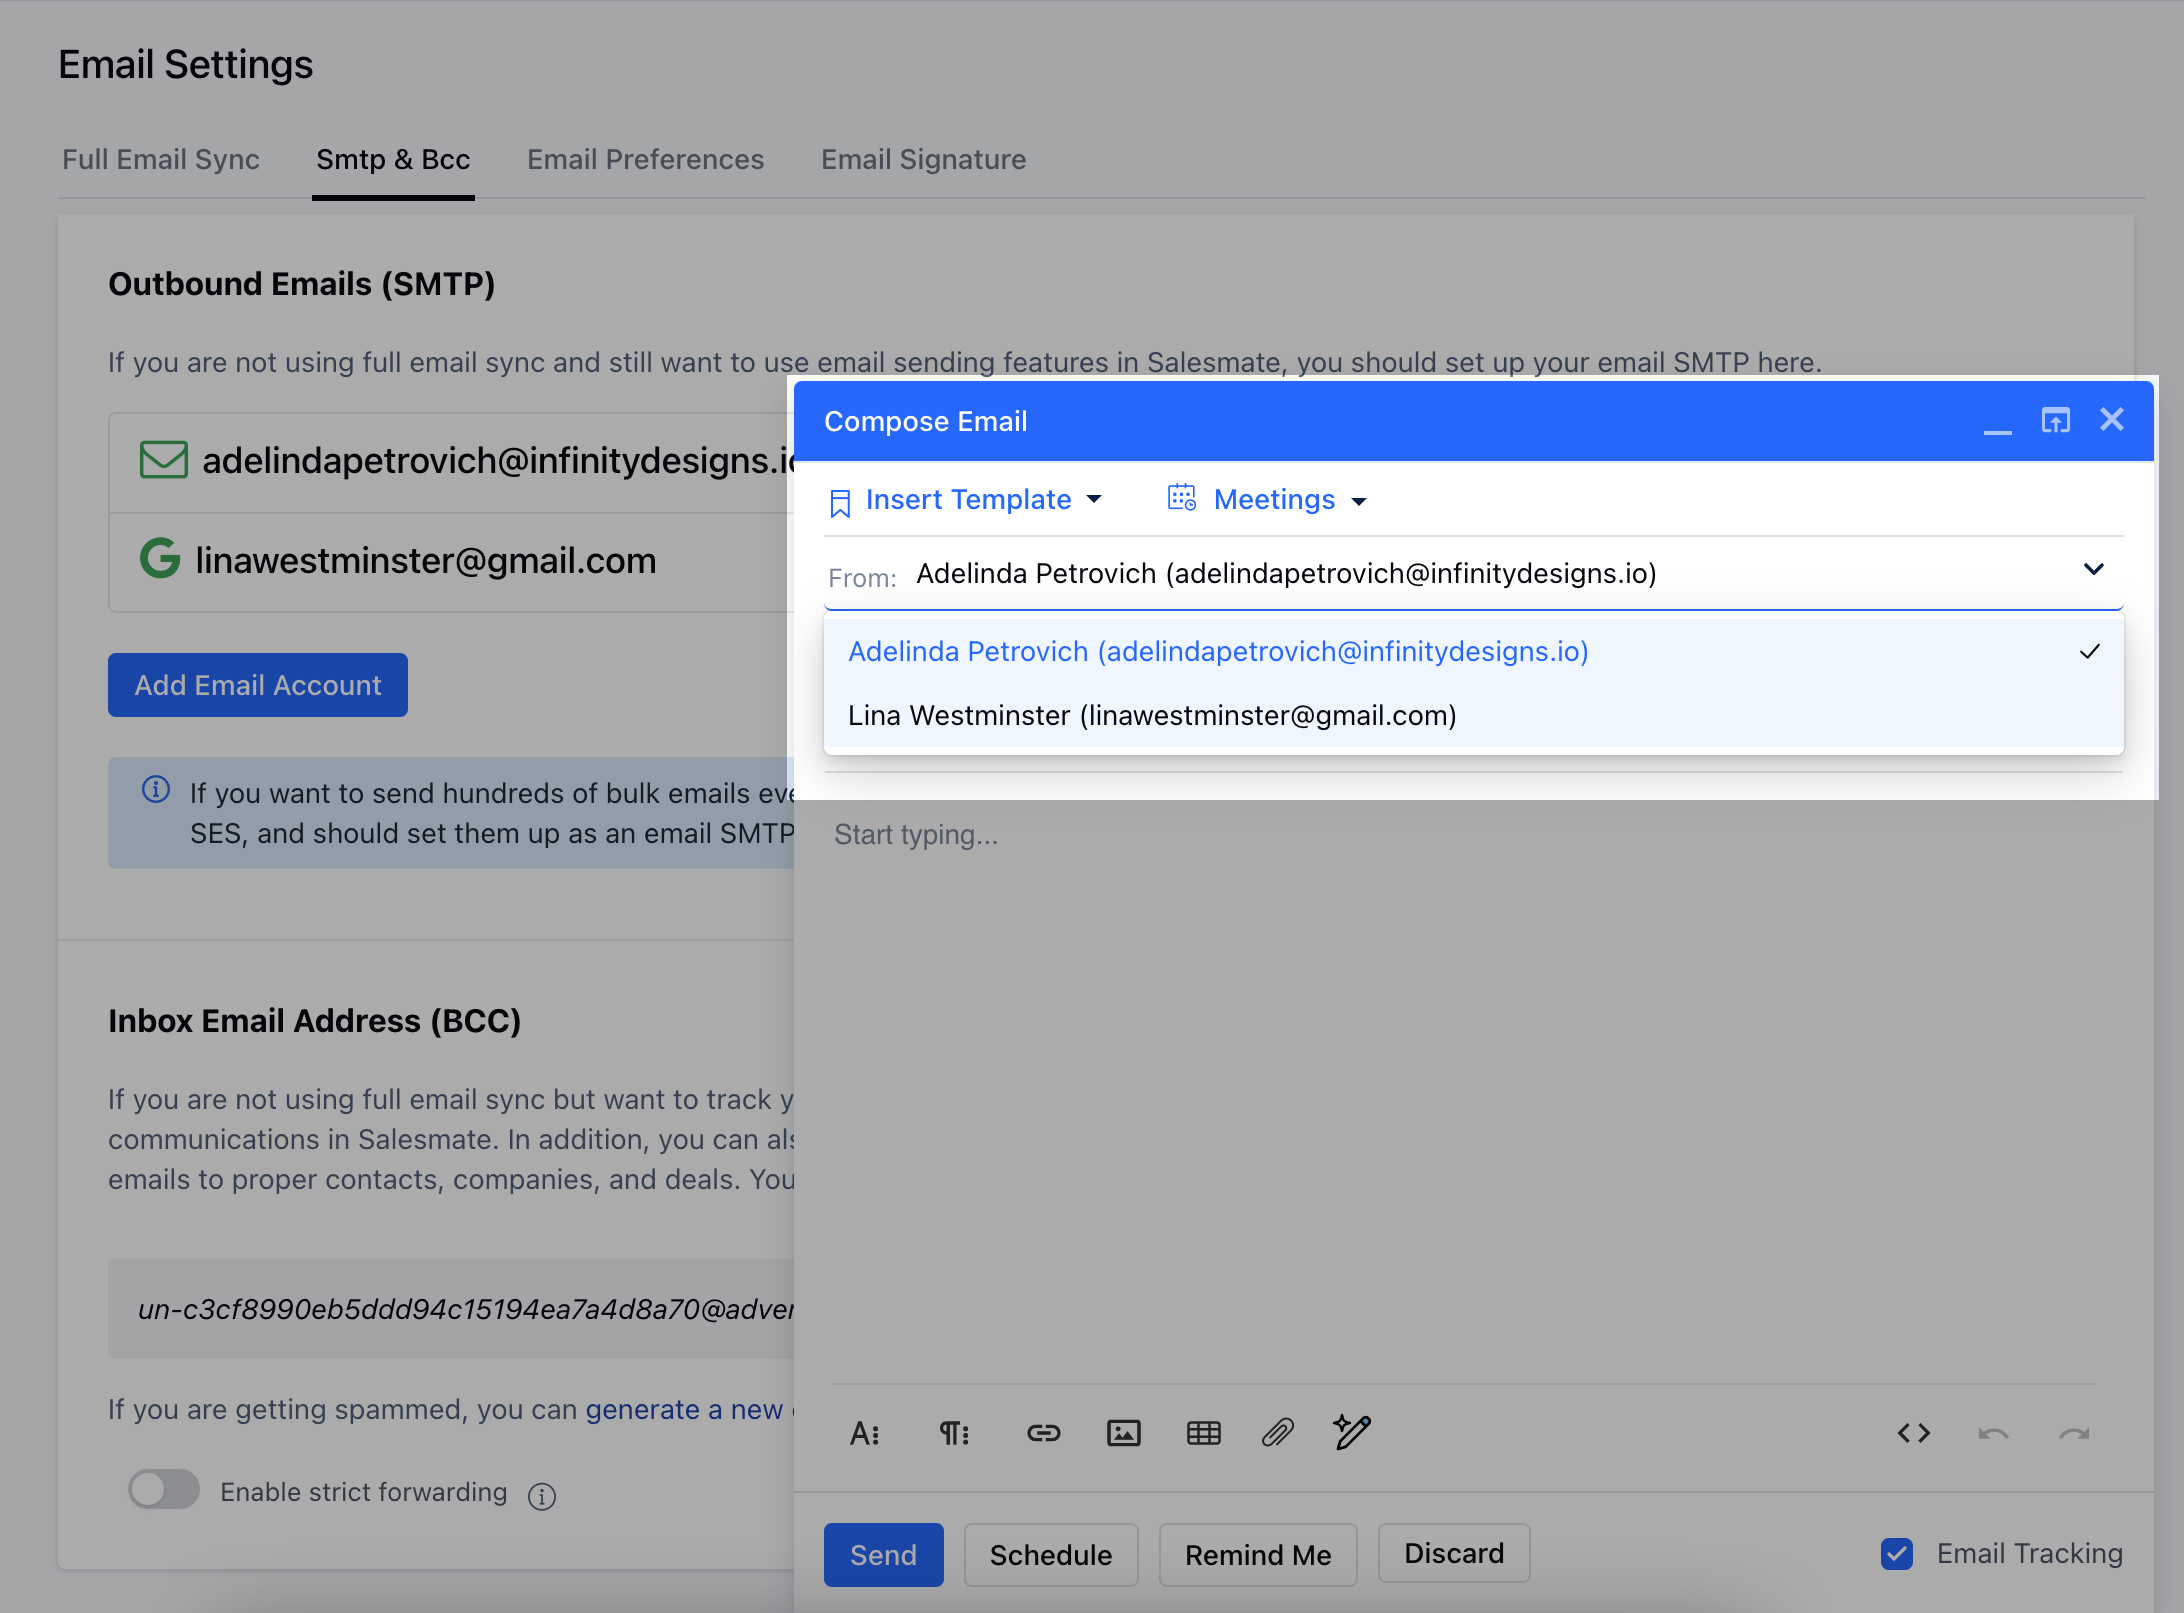 Email Settings
Full Email Sync
Smtp & Bcc
Email Preferences
Email Signature
Outbound Emails (SMTP)
If you are not using full email sync and still want to use email sending features in Salesmate, you should set up your email SMTP here.
adelindapetrovich@infinitydesigns.io
linawestminster@gmail.com
Add Email Account
If you want to send hundreds of bulk emails
SES, and should set them up as an email SMTP
Inbox Email Address (BCC)
If you are not using full email sync but want to track
communications in Salesmate. In addition, you can
emails to proper contacts, companies, and deals. You
un-c3cf8990eb5ddd94c15194ea7a4d8a70@adver
If you are getting spammed, you can generate a new
Enable strict forwarding
Compose Email
Insert Template
Meetings
From: Adelinda Petrovich (adelindapetrovich@infinitydesigns.io)
Adelinda Petrovich (adelindapetrovich@infinitydesigns.io)
Lina Westminster (linawestminster@gmail.com)
Start typing...
Send
Schedule
Remind Me
Discard
Email Tracking